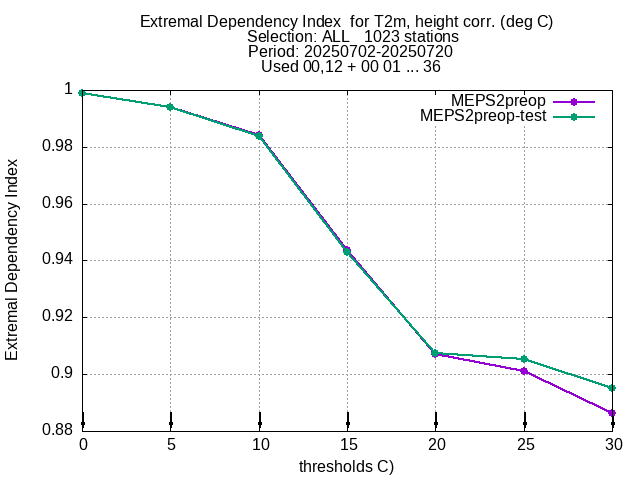 Extremal Dependency Index  for T2m, height corr. (deg C)
Selection: ALL   1023 stations
Period: 20250702-20250720
Used 00,12 + 00 01 ... 36
MEPS2preop
MEPS2preop-test
Extremal Dependency Index
1
0.98
0.96
0.94
0.92
0.9
0.88
0 5 10 15 20 25 30
thresholds C)